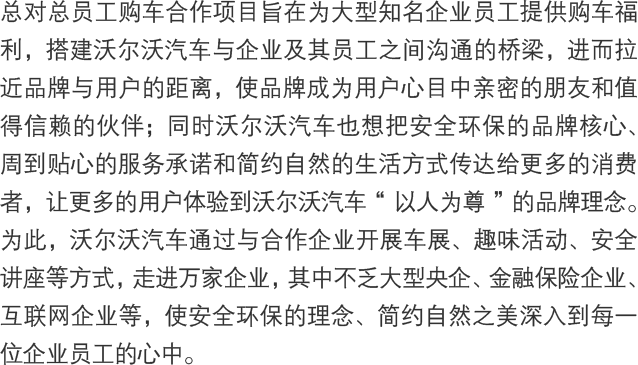 总对总员工购车合作项目旨在为大型知名企业员工提供购车福
利，搭建沃尔沃汽车与企业及其员工之间沟通的桥梁，进而拉
近品牌与用户的距离，使品牌成为用户心目中亲密的朋友和值
得信赖的伙伴；同时沃尔沃汽车也想把安全环保的品牌核心、
周到贴心的服务承诺和简约自然的生活方式传达给更多的消费
者，让更多的用户体验到沃尔沃汽车“以人为尊”的品牌理念。
为此，沃尔沃汽车通过与合作企业开展车展、趣味活动、安全
讲座等方式，走进万家企业，其中不乏大型央企、金融保险企业、
互联网企业等，使安全环保的理念、简约自然之美深入到每一
位企业员工的心中。